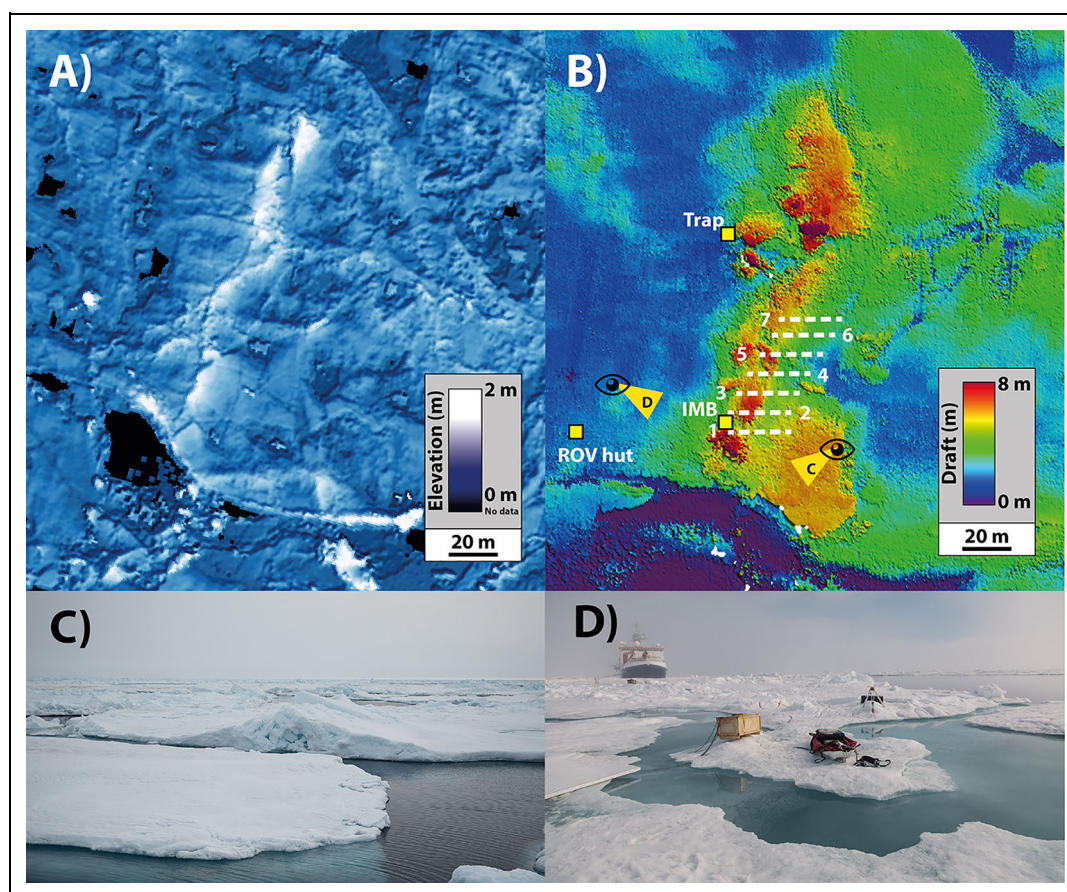 A)
Elevation (m)
2 m
0 m
No data
20 m
B)
Trap
7
6
5
4
3
IMB
2
1
D
ROV hut
C
Draft (m)
8 m
0 m
20 m
C)
D)